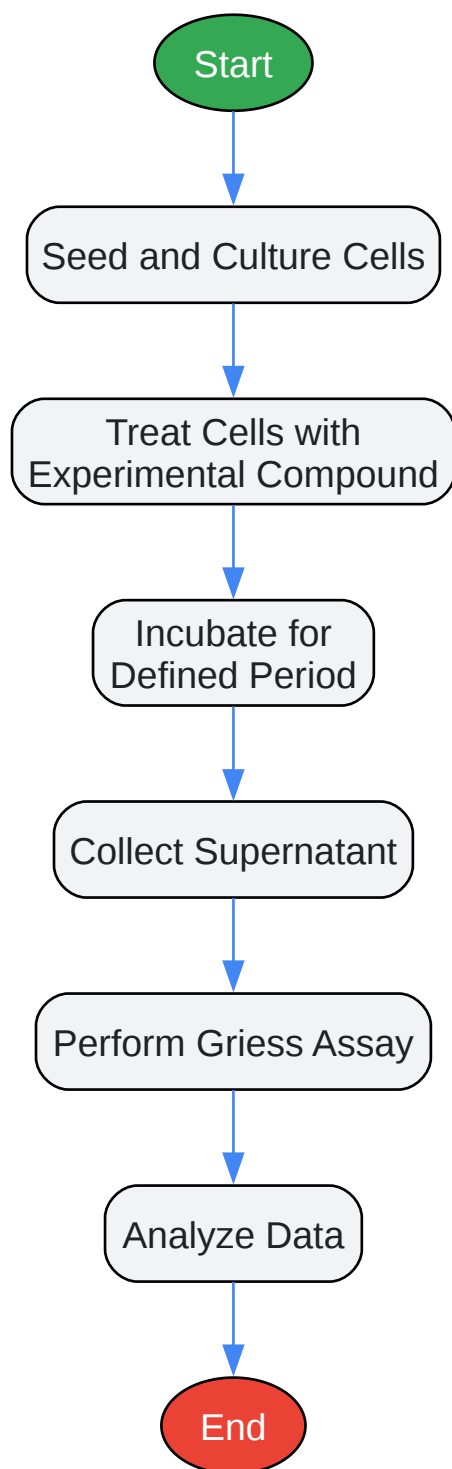 Start
Seed and Culture Cells
Treat Cells with
Experimental Compound
Incubate for
Defined Period
Collect Supernatant
Perform Griess Assay
Analyze Data
End